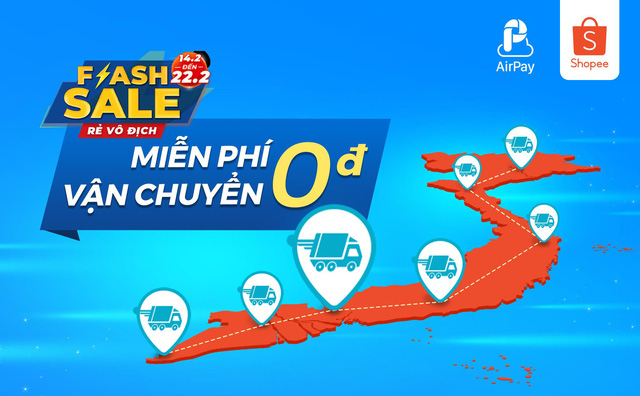 14.2
ĐẾN
22.2
FLASH
SALE
RẺ VÔ ĐỊCH
MIỄN PHÍ
VẬN CHUYỂN
0đ
AirPay
S
Shopee